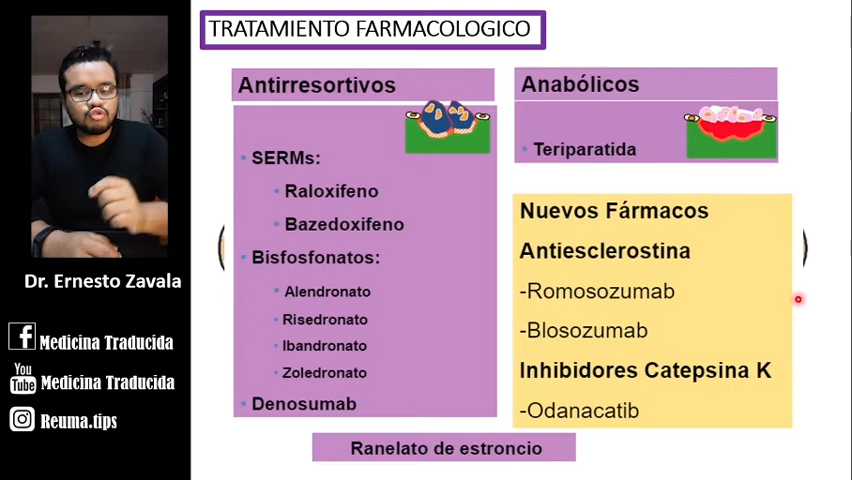 TRATAMIENTO FARMACOLOGICO
Antirresortivos
SERMs:
Raloxifeno
Bazedoxifeno
Bisfosfonatos:
Alendronato
Risedronato
Ibandronato
Zoledronato
Denosumab
Anabólicos
Teriparatida
Nuevos Fármacos
Antiesclerostina
-Romosozumab
-Blosozumab
Inhibidores Catepsina K
-Odanacatib
Ranelato de estroncio
Dr. Ernesto Zavala
f Medicina Traducida
You
Tube Medicina Traducida
Reuma.tips